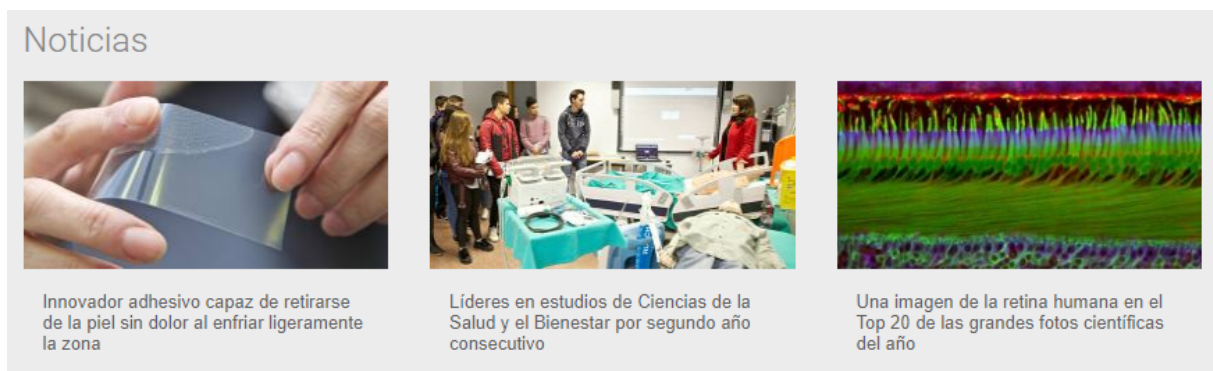 Noticias
Innovador adhesivo capaz de retirarse
de la piel sin dolor al enfriar ligeramente
la zona
Líderes en estudios de Ciencias de la
Salud y el Bienestar por segundo año
consecutivo
Una imagen de la retina humana en el
Top 20 de las grandes fotos científicas
del año